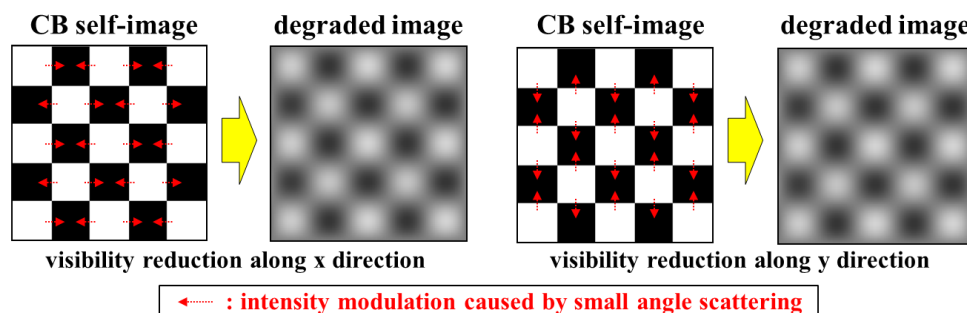 CB self-image
degraded image
CB self-image
degraded image
visibility reduction along x direction
visibility reduction along y direction
: intensity modulation caused by small angle scattering